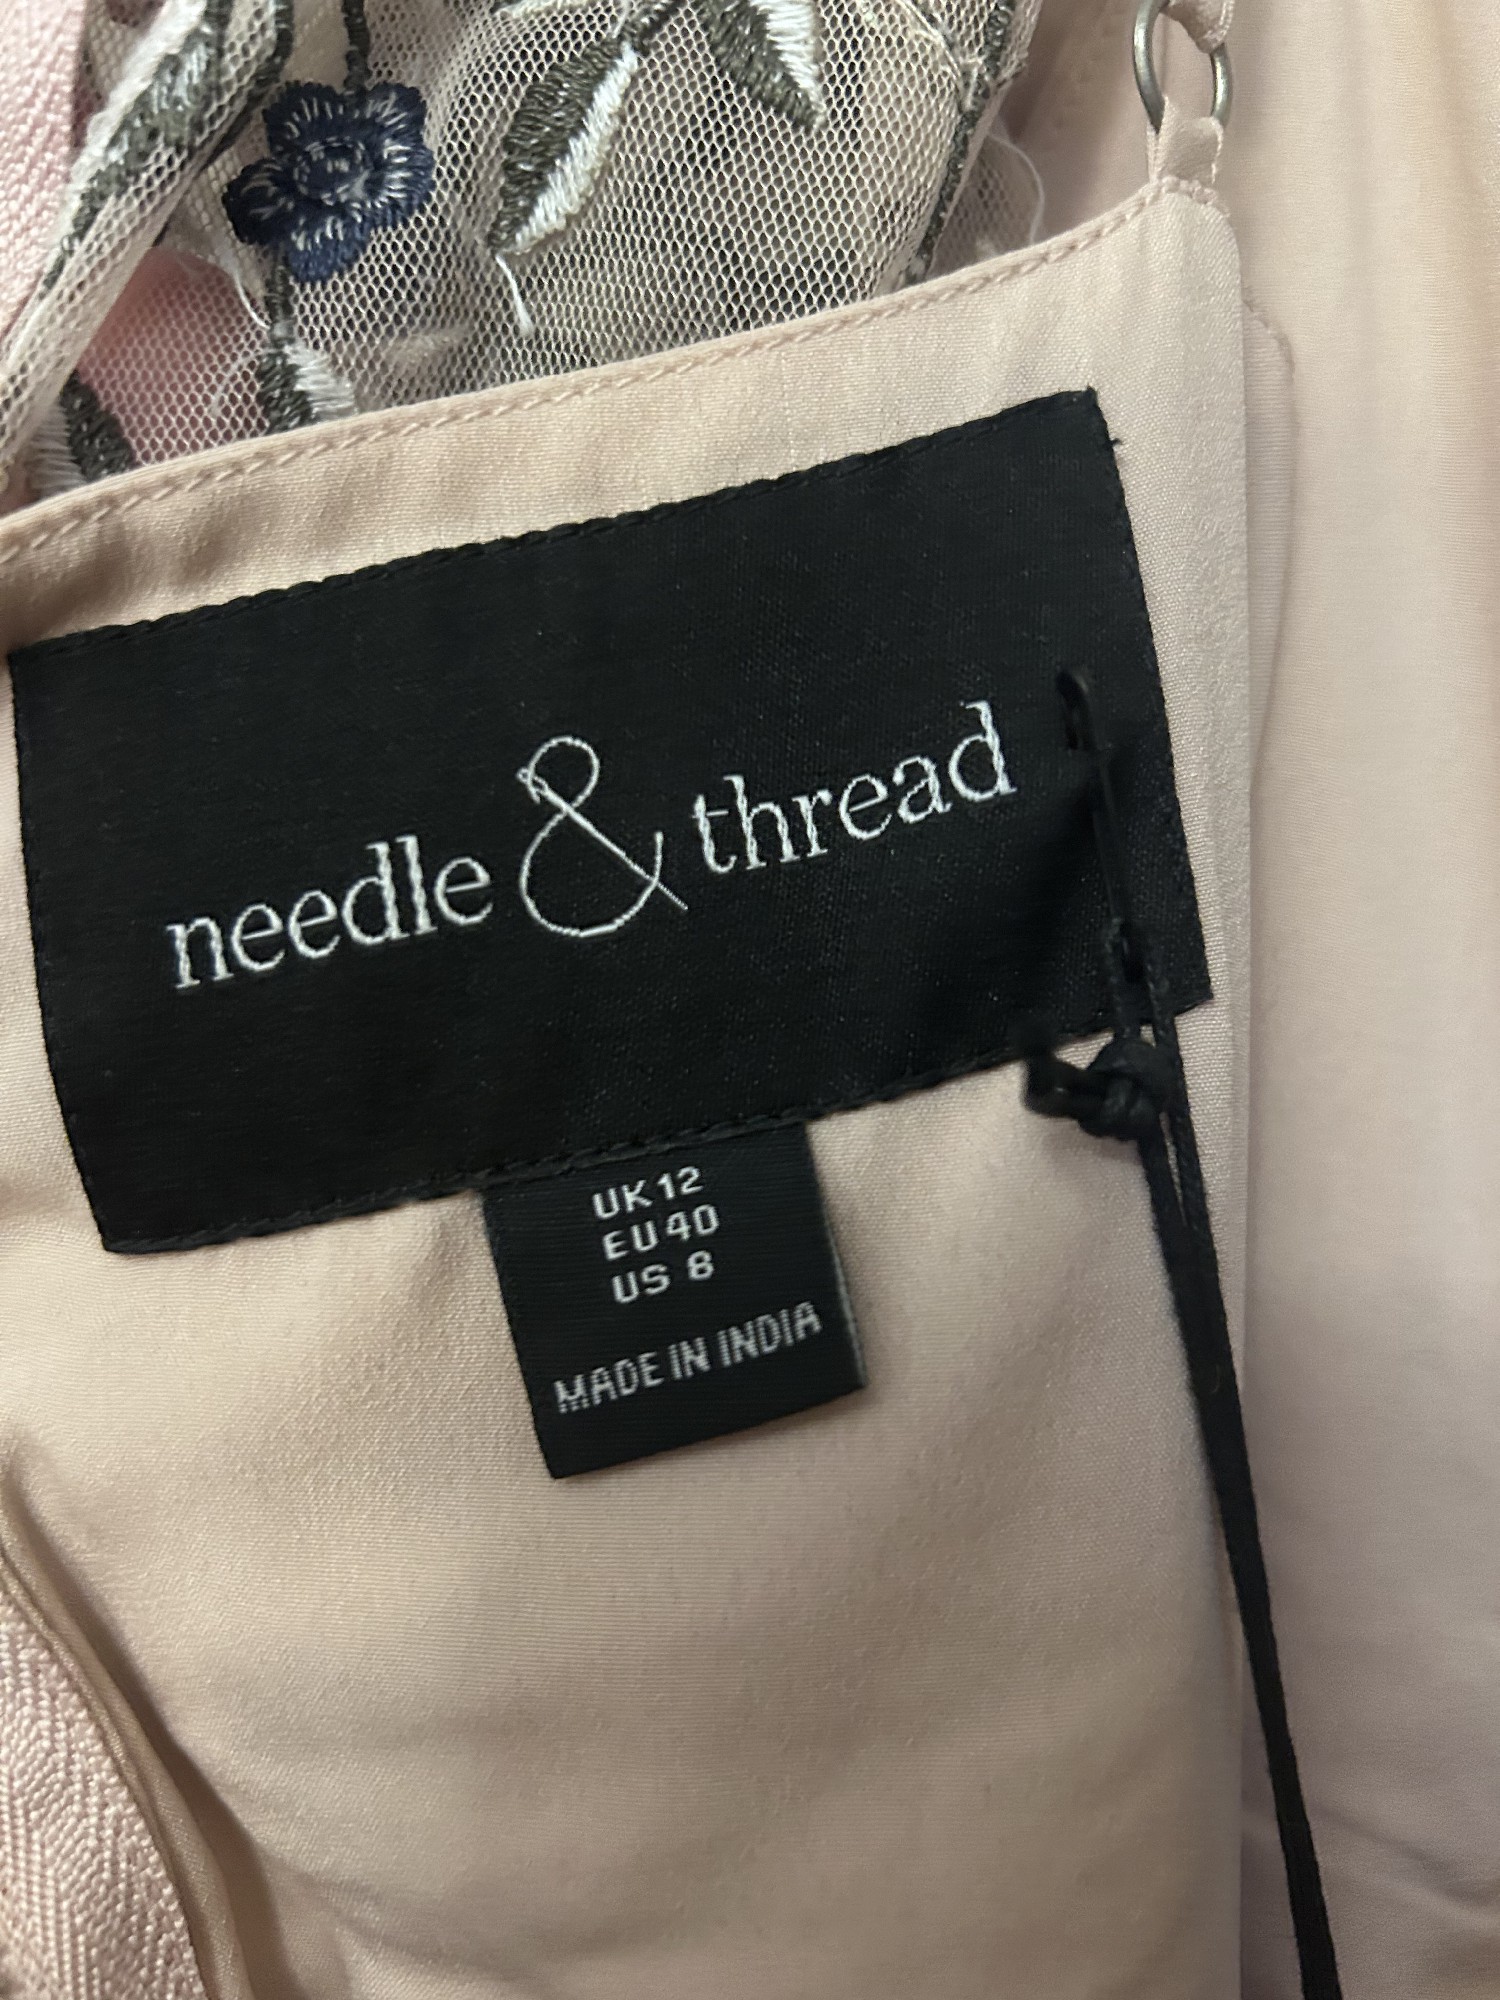 needle & thread
UK 12
EU 40
US 8
MADE IN INDIA